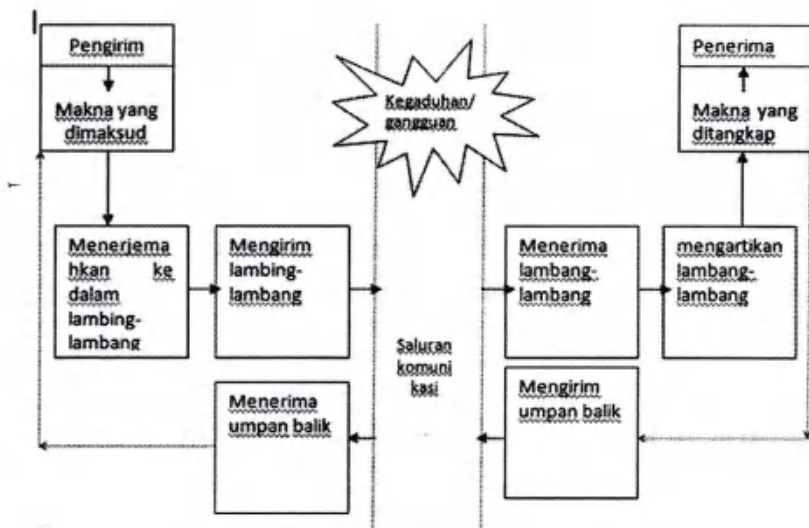 Pengirim
Makna yang
dimaksud
Kegaduhan/
gangguan
Penerima
Makna yang
ditangkap
Menerjema
hkan ke
dalam
lambing-
lambang
Mengirim
lambing-
lambang
Menerima
lambang-
lambang
mengartikan
lambang-
lambang
Saluran
komuni
kasi
Menerima
umpan balik
Mengirim
umpan balik